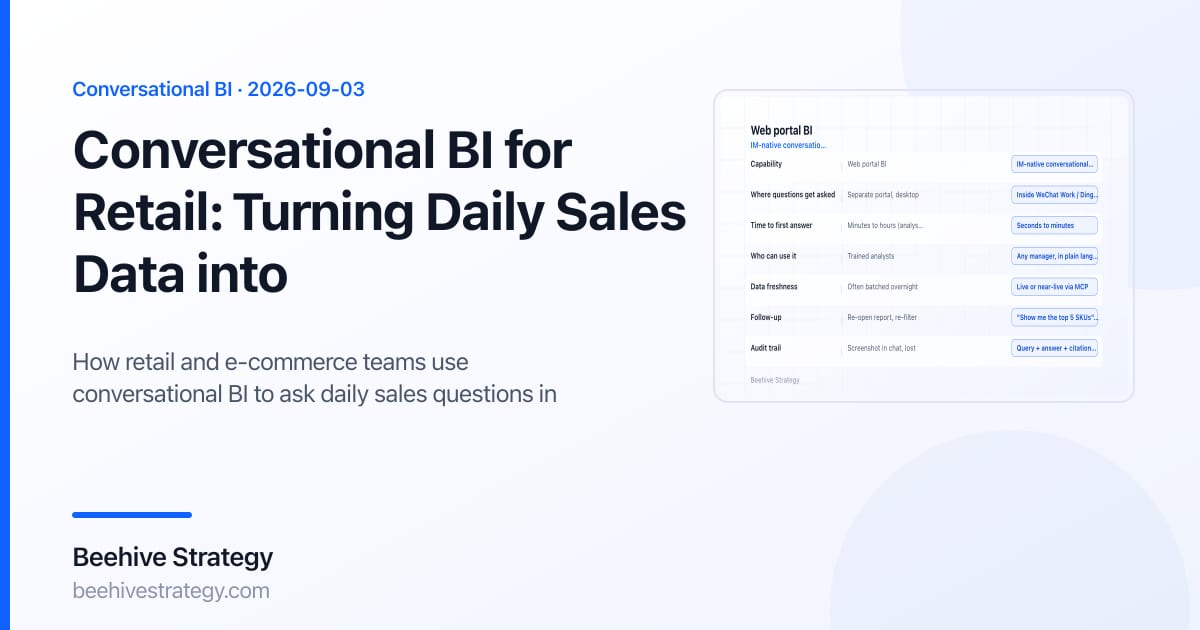 Conversational BI · 2026-09-03
Conversational BI for
Retail: Turning Daily Sales
Data into
How retail and e-commerce teams use
conversational BI to ask daily sales questions in
Beehive Strategy
beehivestrategy.com
Web portal BI
IM-native conversatio...
Capability Web portal BI IM-native conversational...
Where questions get asked Separate portal, desktop Inside WeChat Work / Ding...
Time to first answer Minutes to hours (analys... Seconds to minutes
Who can use it Trained analysts Any manager, in plain lang...
Data freshness Often batched overnight Live or near-live via MCP
Follow-up Re-open report, re-filter "Show me the top 5 SKUs"...
Audit trail Screenshot in chat, lost Query + answer + citation...
Beehive Strategy